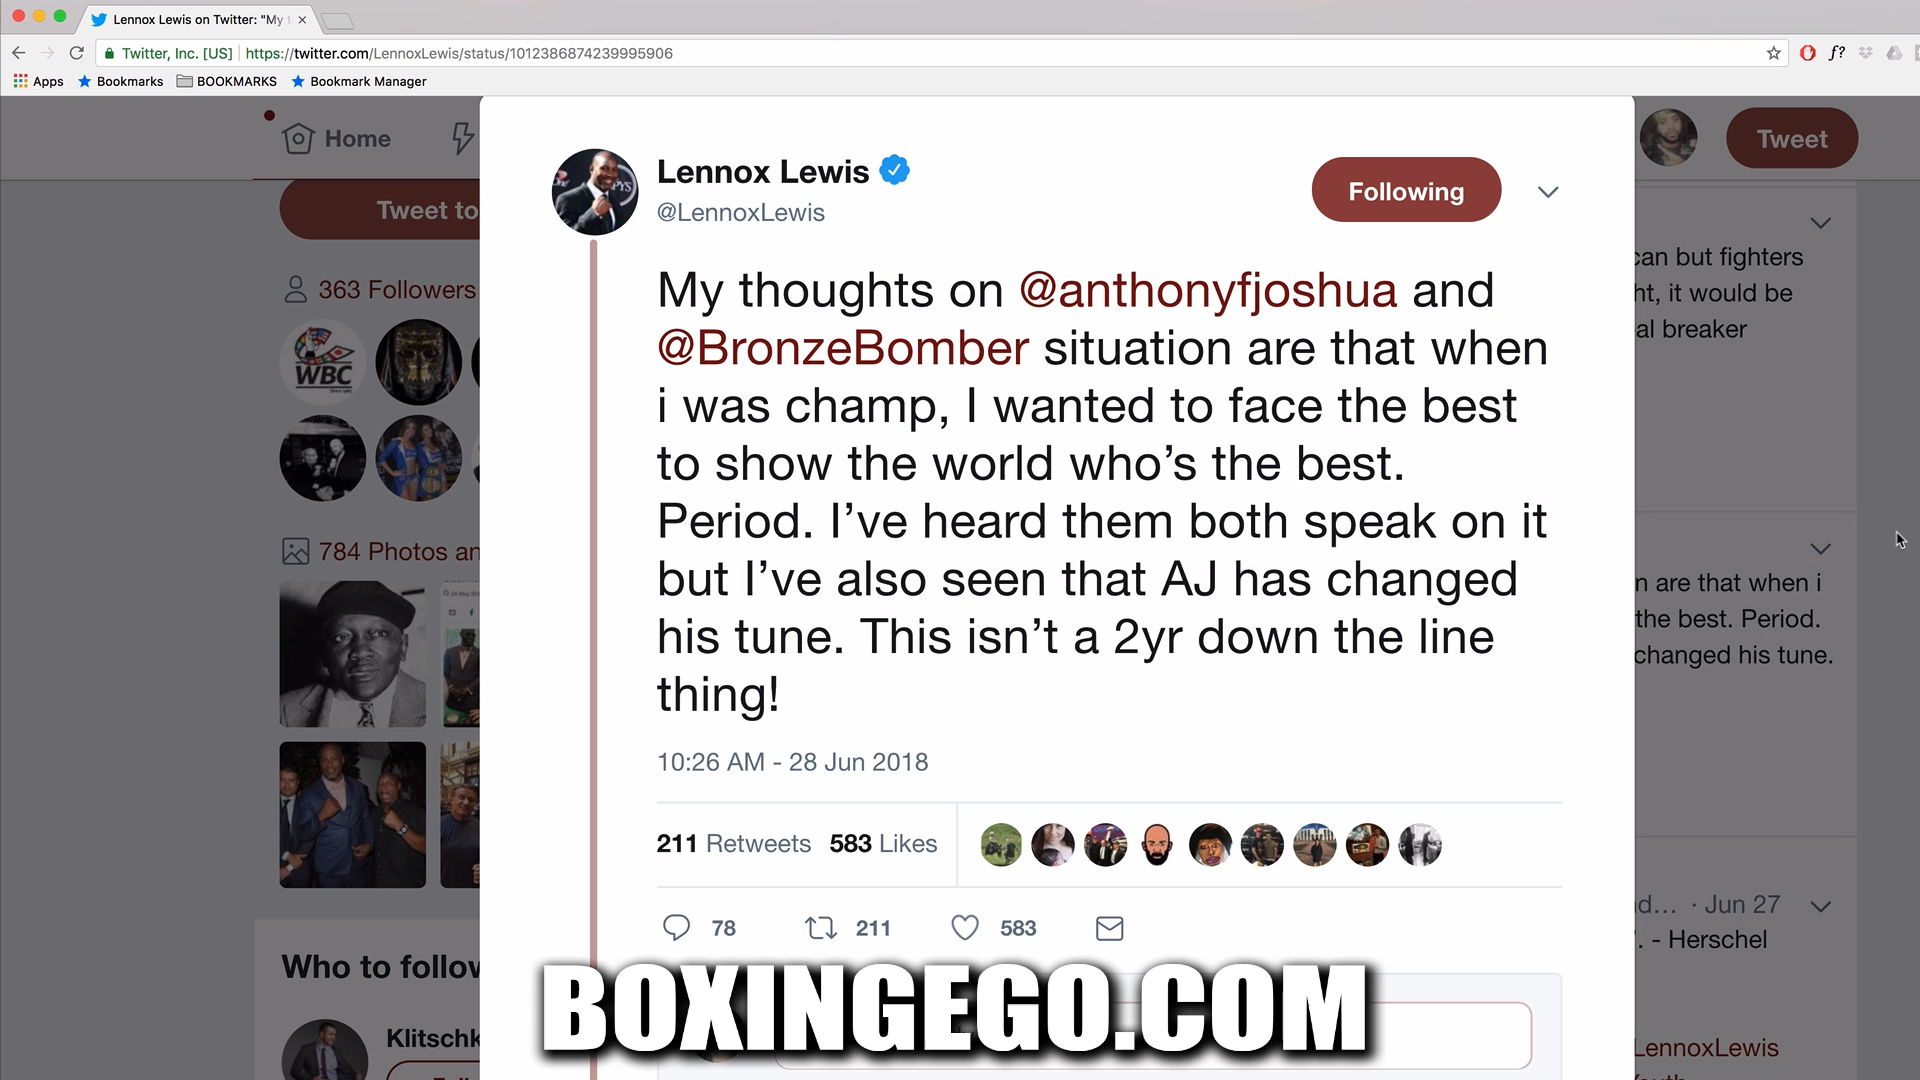 Lennox Lewis on Twitter: "My t
Twitter, Inc. [US] https://twitter.com/LennoxLewis/status/1012386874239995906
Apps Bookmarks BOOKMARKS Bookmark Manager
Home
Tweet
Tweet to
363 Followers
WBC
784 Photos an
Who to follow
Klitschk
Lennox Lewis
@LennoxLewis
Following
My thoughts on @anthonyfjoshua and
@BronzeBomber situation are that when
i was champ, I wanted to face the best
to show the world who’s the best.
Period. I’ve heard them both speak on it
but I’ve also seen that AJ has changed
his tune. This isn’t a 2yr down the line
thing!
10:26 AM - 28 Jun 2018
211 Retweets 583 Likes
78 211 583
BOXINGEGO.COM
can but fighters
ht, it would be
al breaker
n are that when i
the best. Period.
changed his tune.
d... · Jun 27
. - Herschel
LennoxLewis